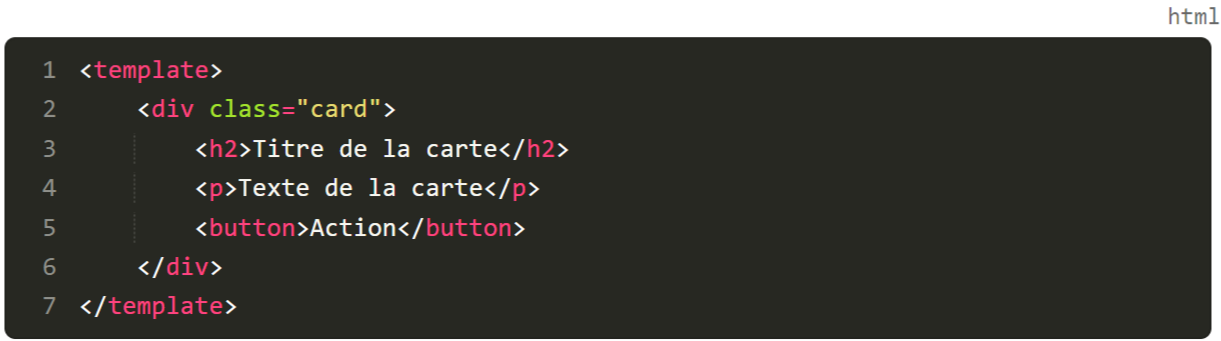 html
1 <template>
2     <div class="card">
3         <h2>Titre de la carte</h2>
4         <p>Texte de la carte</p>
5         <button>Action</button>
6     </div>
7 </template>